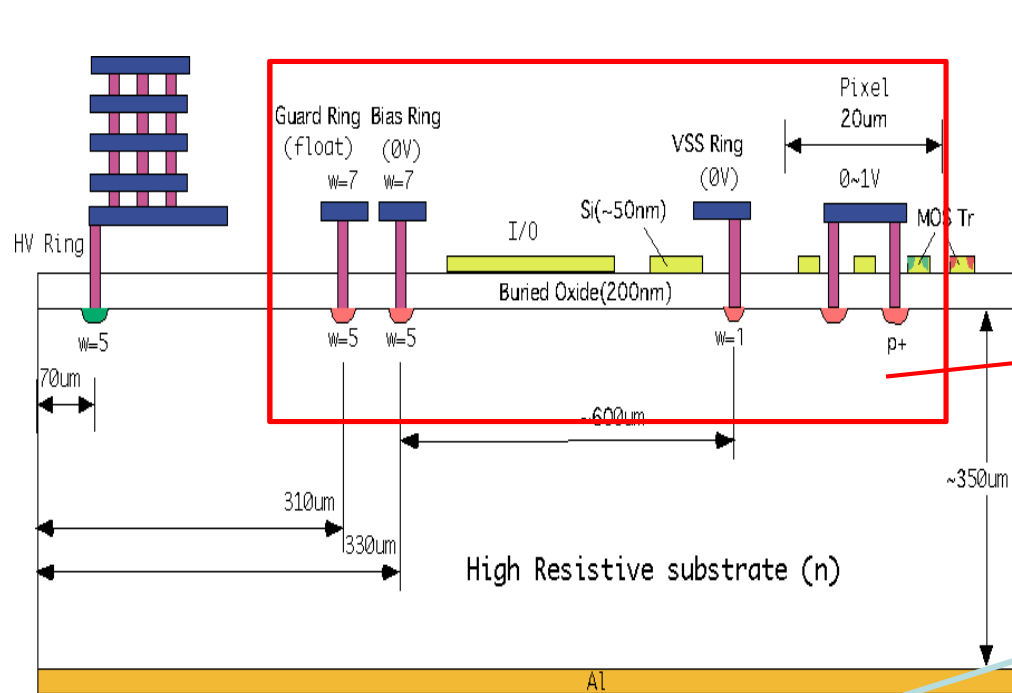 Pixel
20um
Guard Ring
(float)
w=7
Bias Ring
(0V)
w=7
VSS Ring
(0V)
0~1V
Si(~50nm)
MOS Tr
I/O
HV Ring
Buried Oxide(200nm)
w=5
w=5
w=5
w=1
p+
70um
~600um
~350um
310um
330um
High Resistive substrate (n)
Al